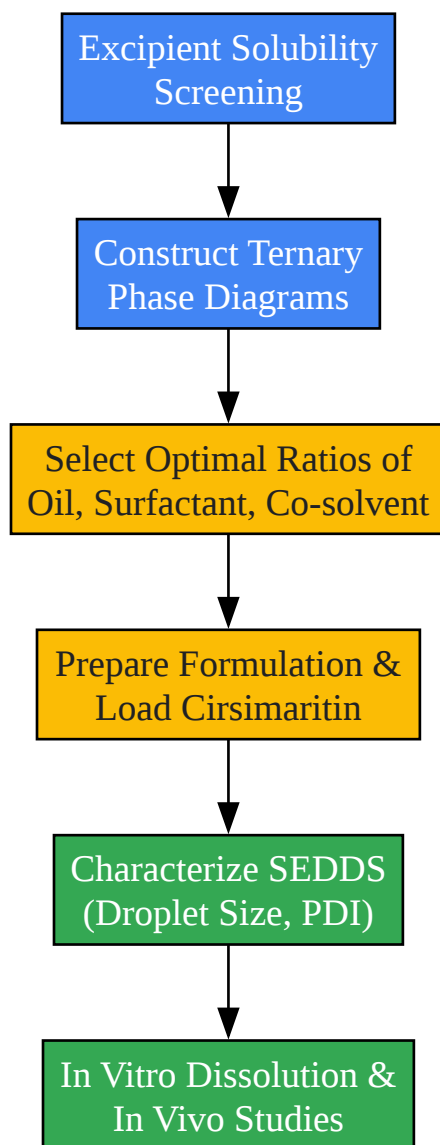 Excipient Solubility
Screening
Construct Ternary
Phase Diagrams
Select Optimal Ratios of
Oil, Surfactant, Co-solvent
Prepare Formulation &
Load Cirsimaritin
Characterize SEDDS
(Droplet Size, PDI)
In Vitro Dissolution &
In Vivo Studies